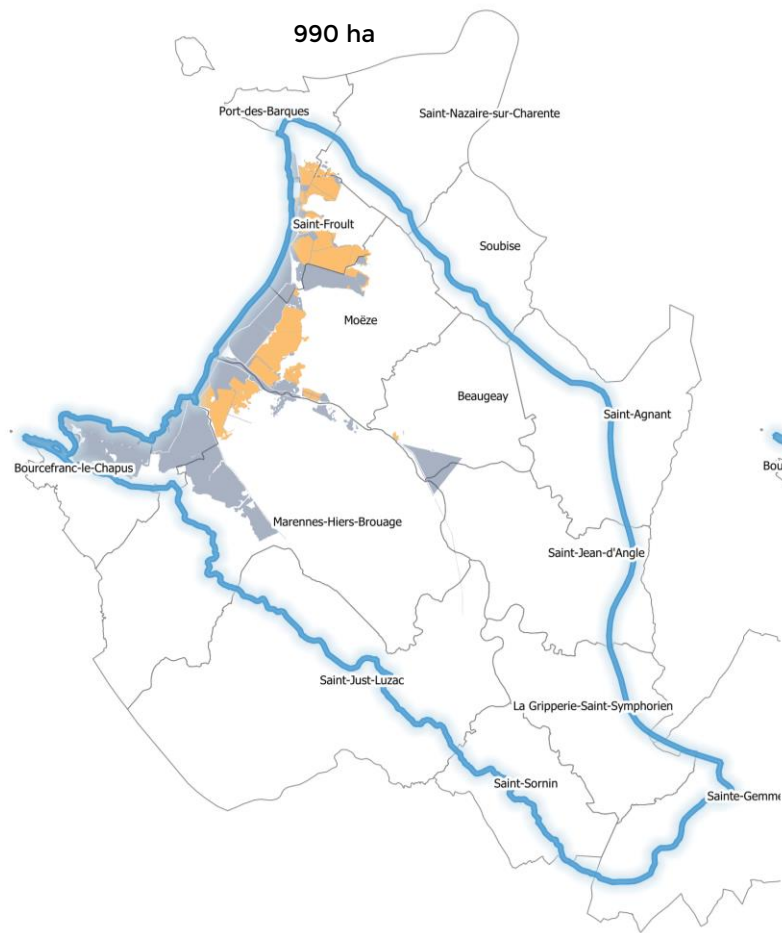 990 ha
Port-des-Barques
Saint-Nazaire-sur-Charente
Saint-Froult
Soubise
Moëze
Beaugeay
Saint-Agnant
Bourcefranc-le-Chapus
Bou
Marennes-Hiers-Brouage
Saint-Jean-d'Angle
Saint-Just-Luzac
La Gripperie-Saint-Symphorien
Saint-Sornin
Sainte-Gemme